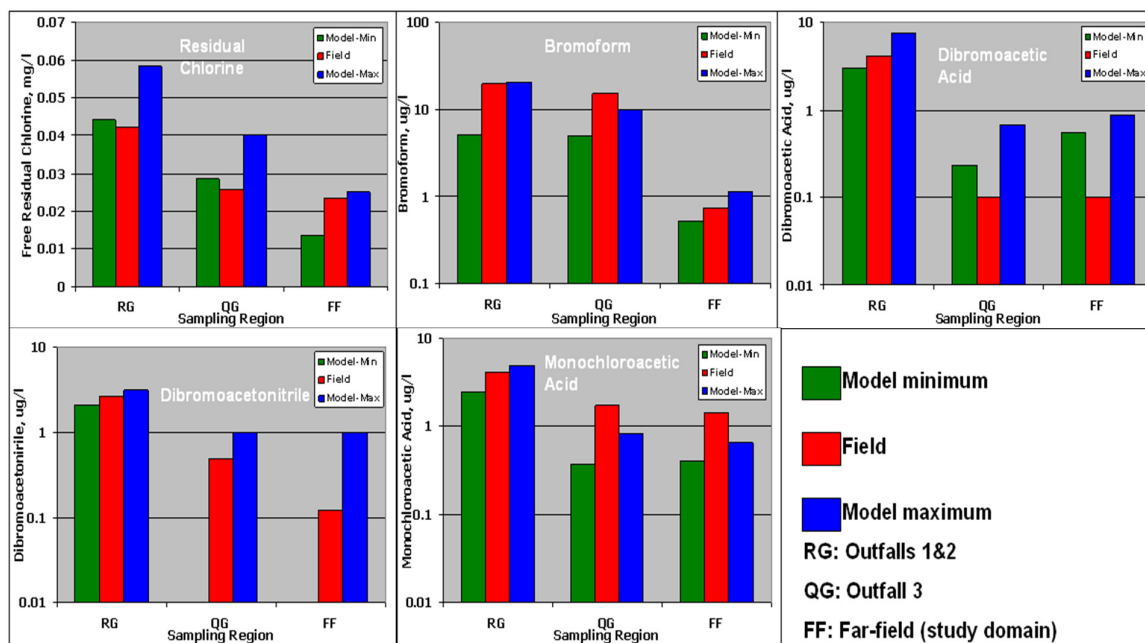 Residual
Chlorine
Model-Min
Field
Model-Max
Free Residual Chlorine, mg/l
0.07
0.06
0.05
0.04
0.03
0.02
0.01
0
RG
QG
FF
Sampling Region
Bromoform
Model-Min
Field
Model-Max
Bromoform, ug/l
100
10
1
0.1
RG
QG
FF
Sampling Region
Dibromoacetic
Acid
Model-Min
Field
Model-Max
Dibromoacetic Acid, ug/l
10
1
0.1
0.01
RG
QG
FF
Sampling Region
Dibromoacetonitrile
Model-Min
Field
Model-Max
Dibromoacetonirile, ug/l
10
1
0.1
0.01
RG
QG
FF
Sampling Region
Monochloroacetic
Acid
Model-Min
Field
Model-Max
Monochloroacetic Acid, ug/l
10
1
0.1
0.01
RG
QG
FF
Sampling Region
Model minimum
Field
Model maximum
RG: Outfalls 1&2
QG: Outfall 3
FF: Far-field (study domain)